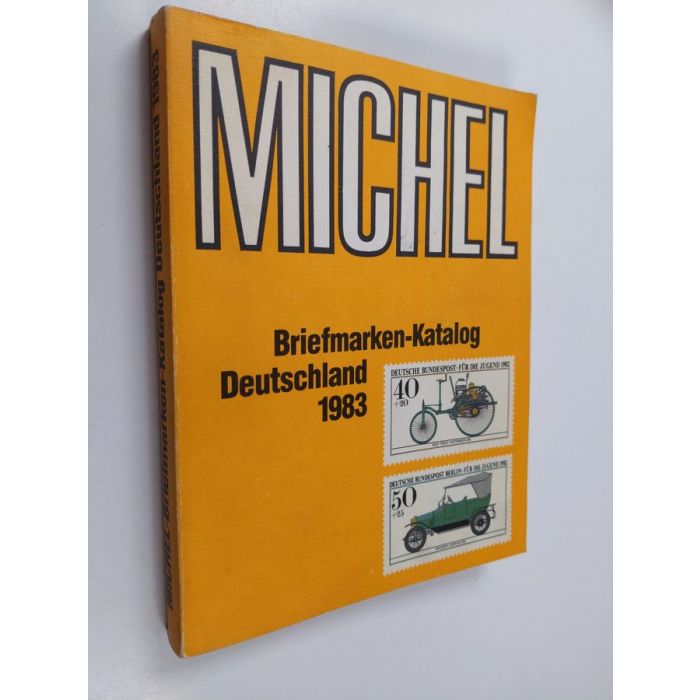 MICHEL
Briefmarken-Katalog
Deutschland
1983
DEUTSCHE BUNDESPOST · FÜR DIE JUGEND 1982
40
+20
DEUTSCHE BUNDESPOST BERLIN · FÜR DIE JUGEND 1982
50
+25
MICHEL-Briefmarken-Katalog Deutschland 1983